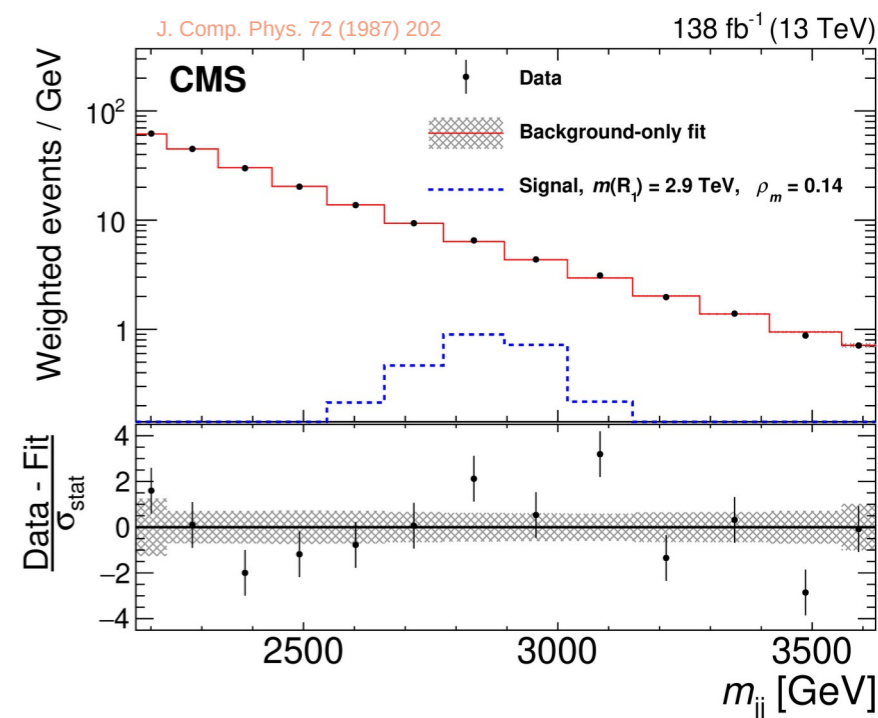 J. Comp. Phys. 72 (1987) 202
138 fb⁻¹ (13 TeV)
CMS
Data
Background-only fit
Signal, m(R₁) = 2.9 TeV, ρₘ = 0.14
Weighted events / GeV
10²
10
1
Data - Fit
σstat
4
2
0
−2
−4
2500 3000 3500
mjj [GeV]